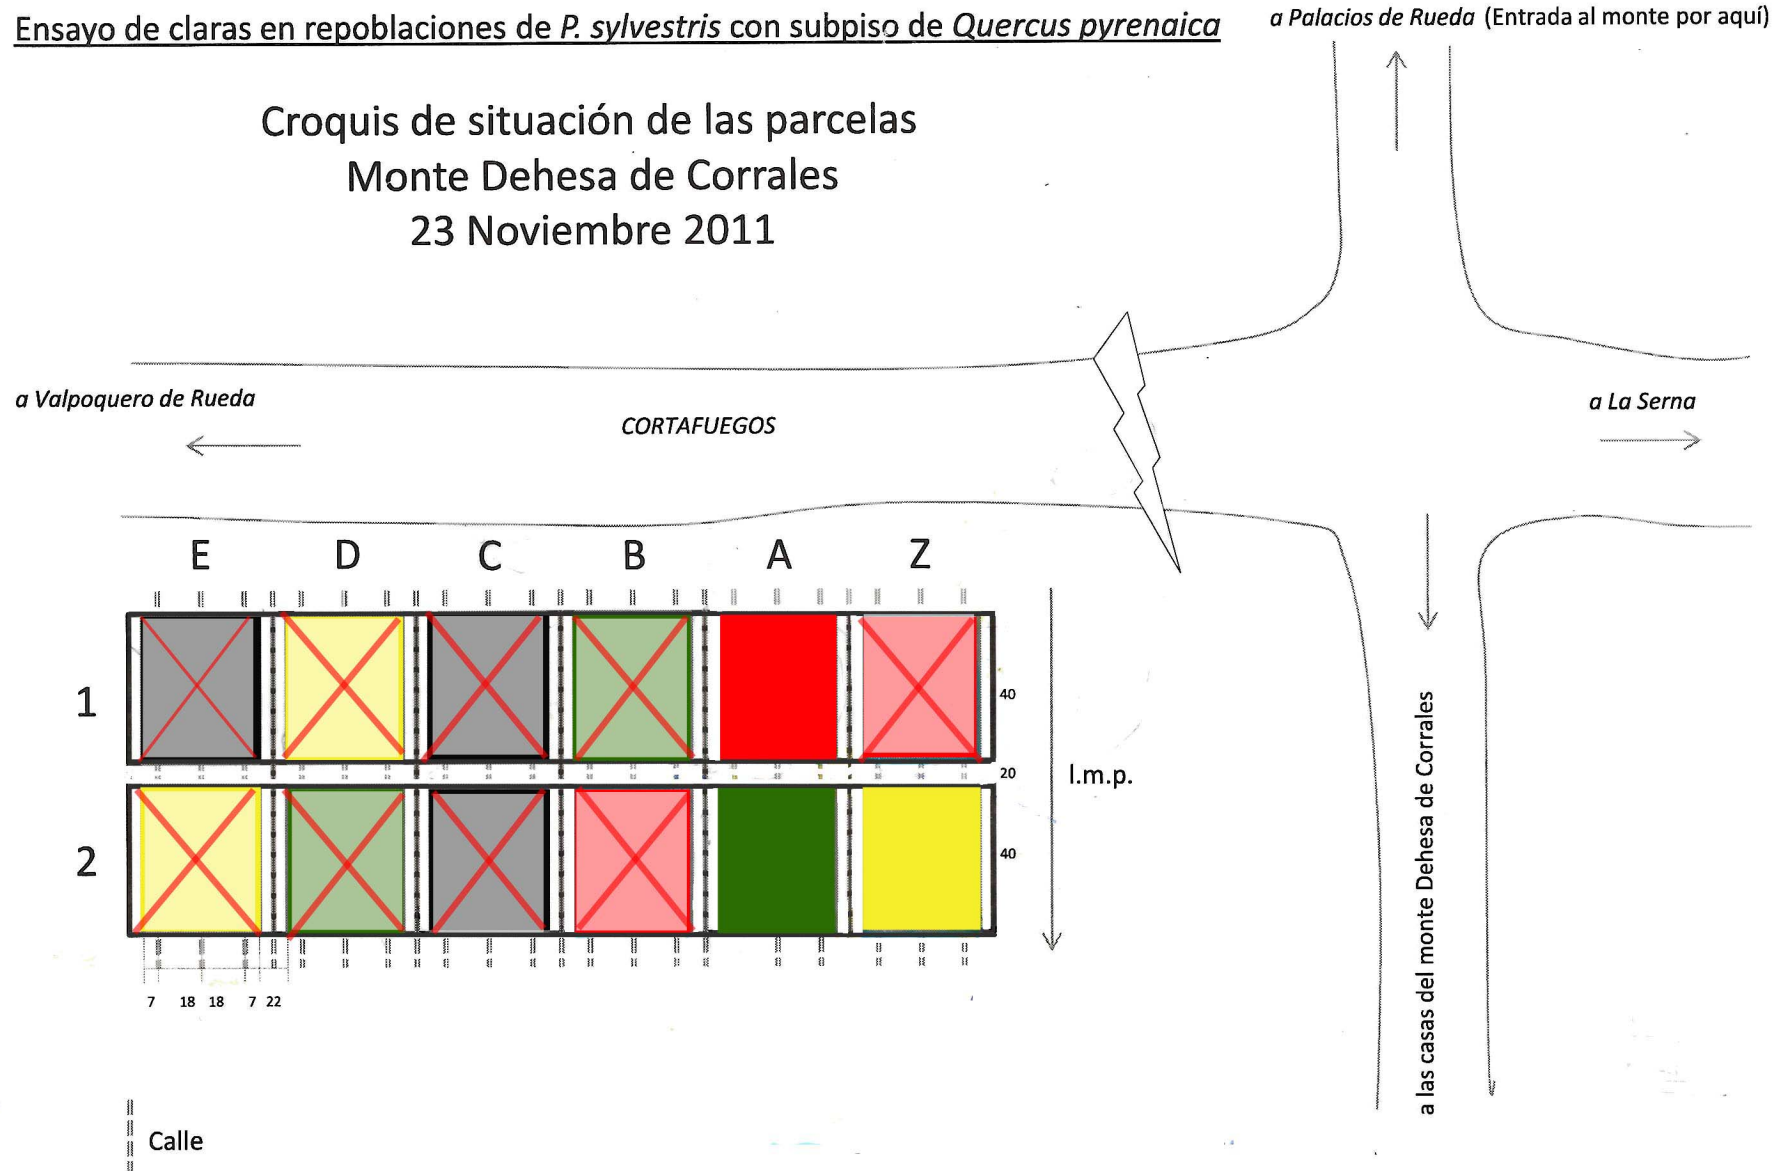 Ensayo de claras en repoblaciones de P. sylvestris con subpiso de Quercus pyrenaica
a Palacios de Rueda (Entrada al monte por aquí)
Croquis de situación de las parcelas
Monte Dehesa de Corrales
23 Noviembre 2011
a Valpoquero de Rueda
CORTAFUEGOS
a La Serna
E D C B A Z
1
40
20
l.m.p.
2
40
a las casas del monte Dehesa de Corrales
7 18 18 7 22
Calle